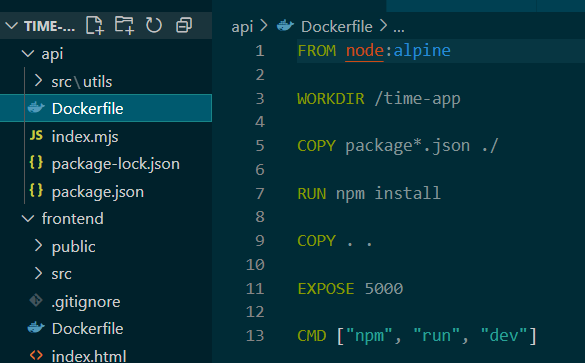 TIME-...
api
src\utils
Dockerfile
index.mjs
package-lock.json
package.json
frontend
public
src
.gitignore
Dockerfile
index.html
api > Dockerfile > ...
1 FROM node:alpine
2
3 WORKDIR /time-app
4
5 COPY package*.json ./
6
7 RUN npm install
8
9 COPY . .
10
11 EXPOSE 5000
12
13 CMD ["npm", "run", "dev"]